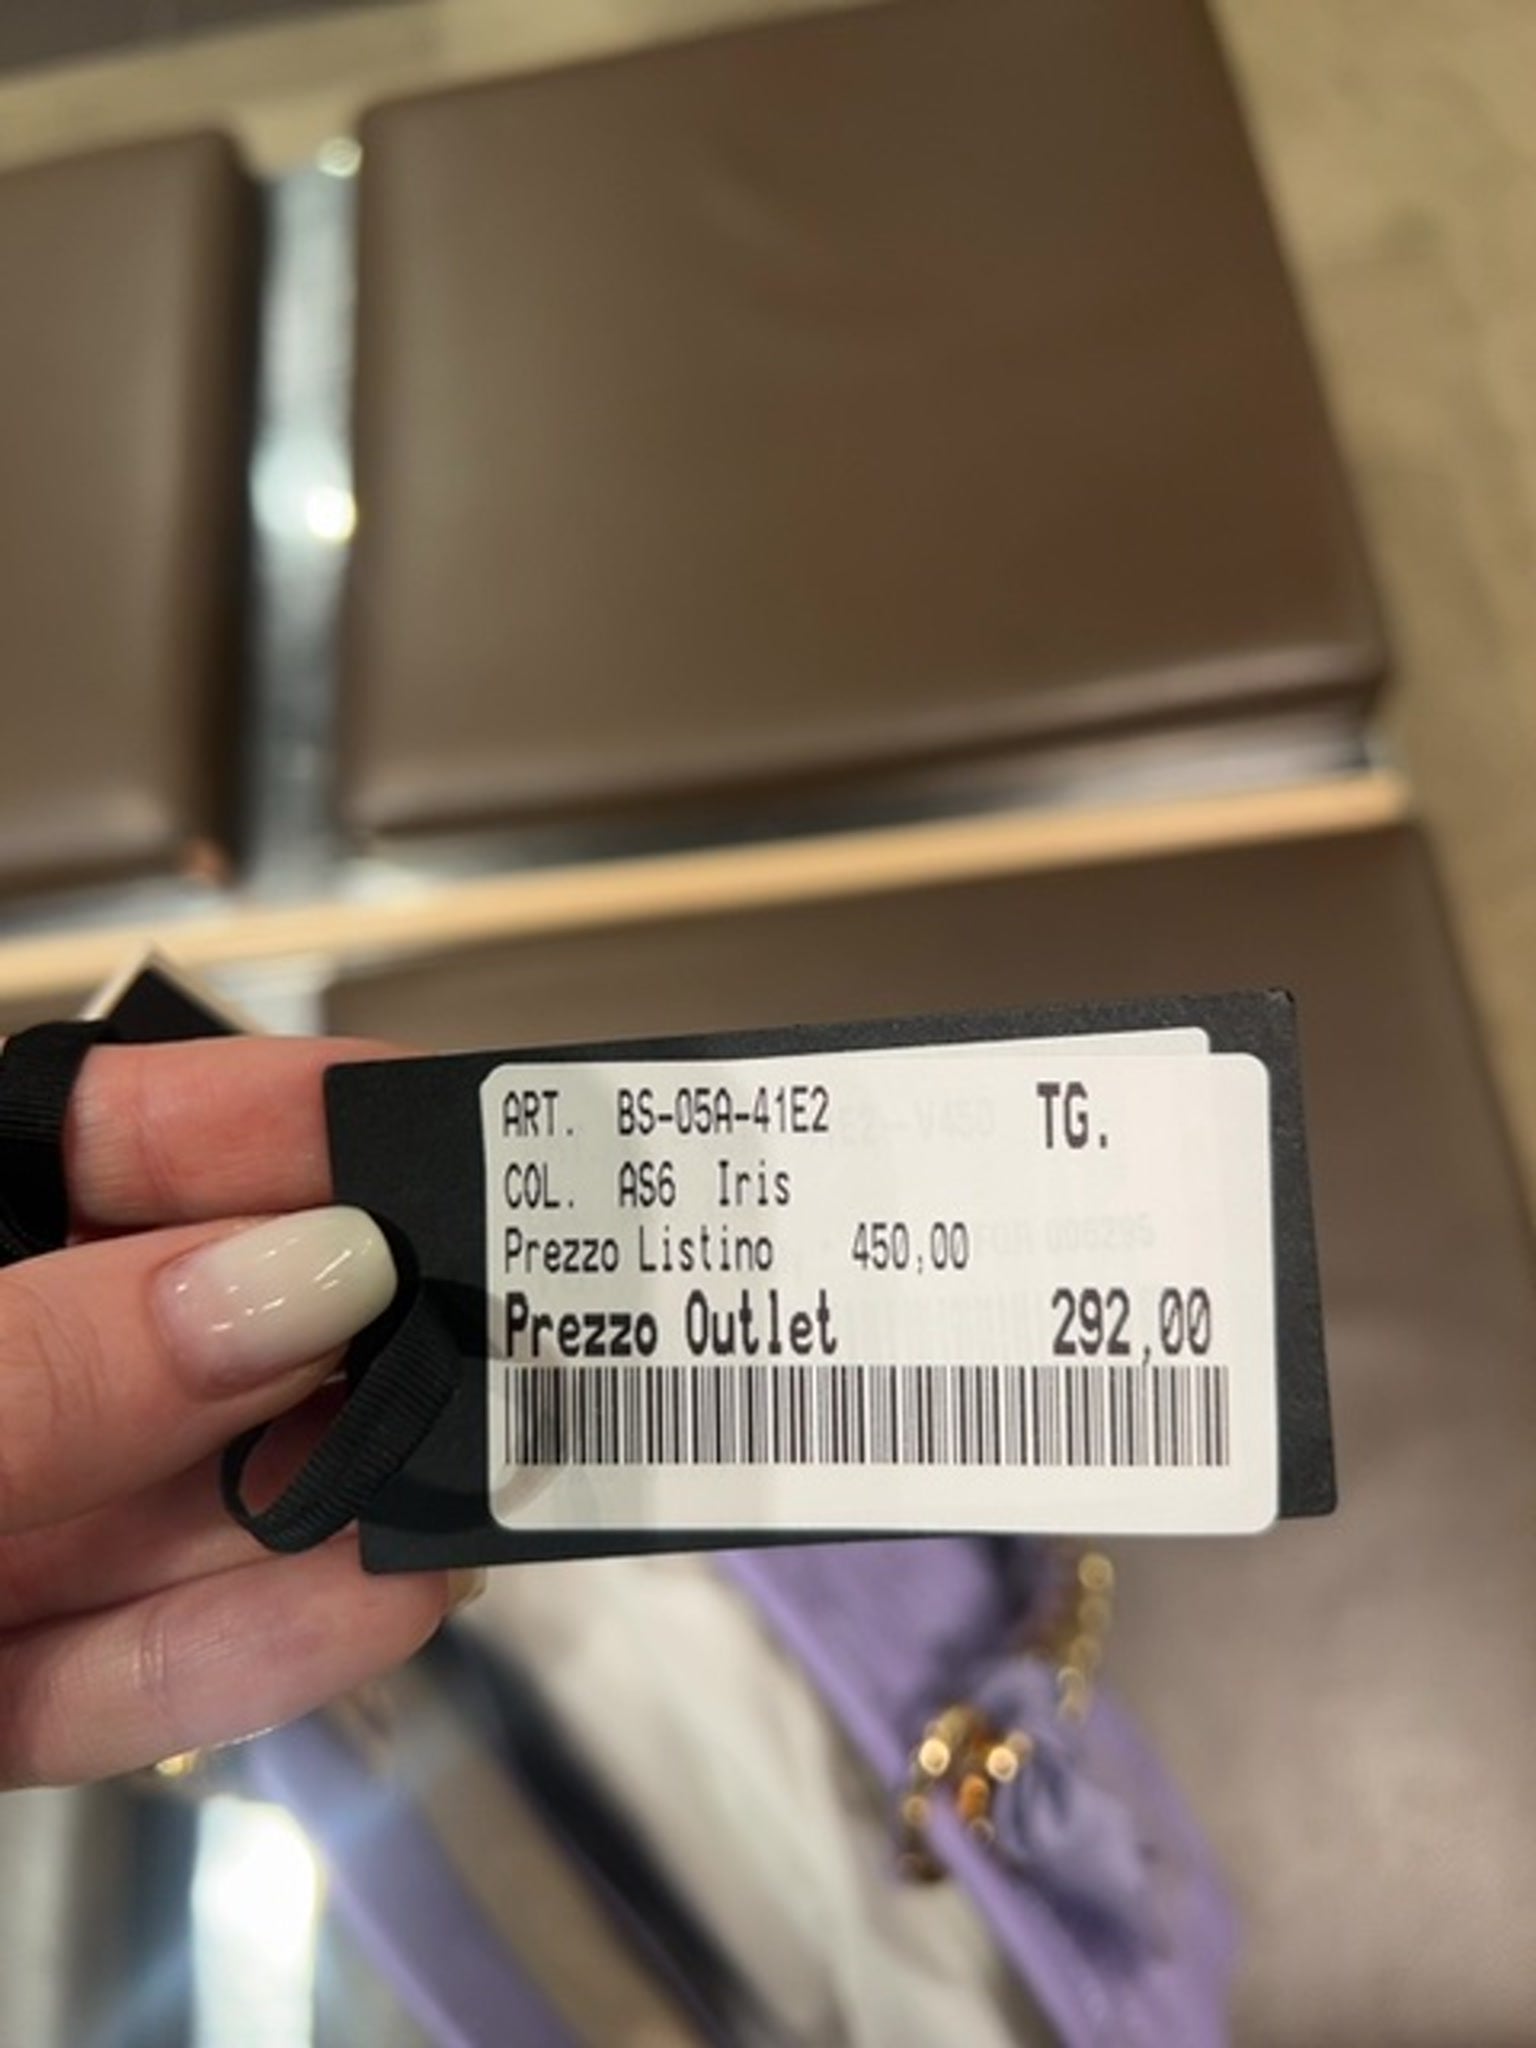 ART. BS-05A-41E2 TG.
COL. AS6 Iris
Prezzo Listino 450,00
Prezzo Outlet 292,00